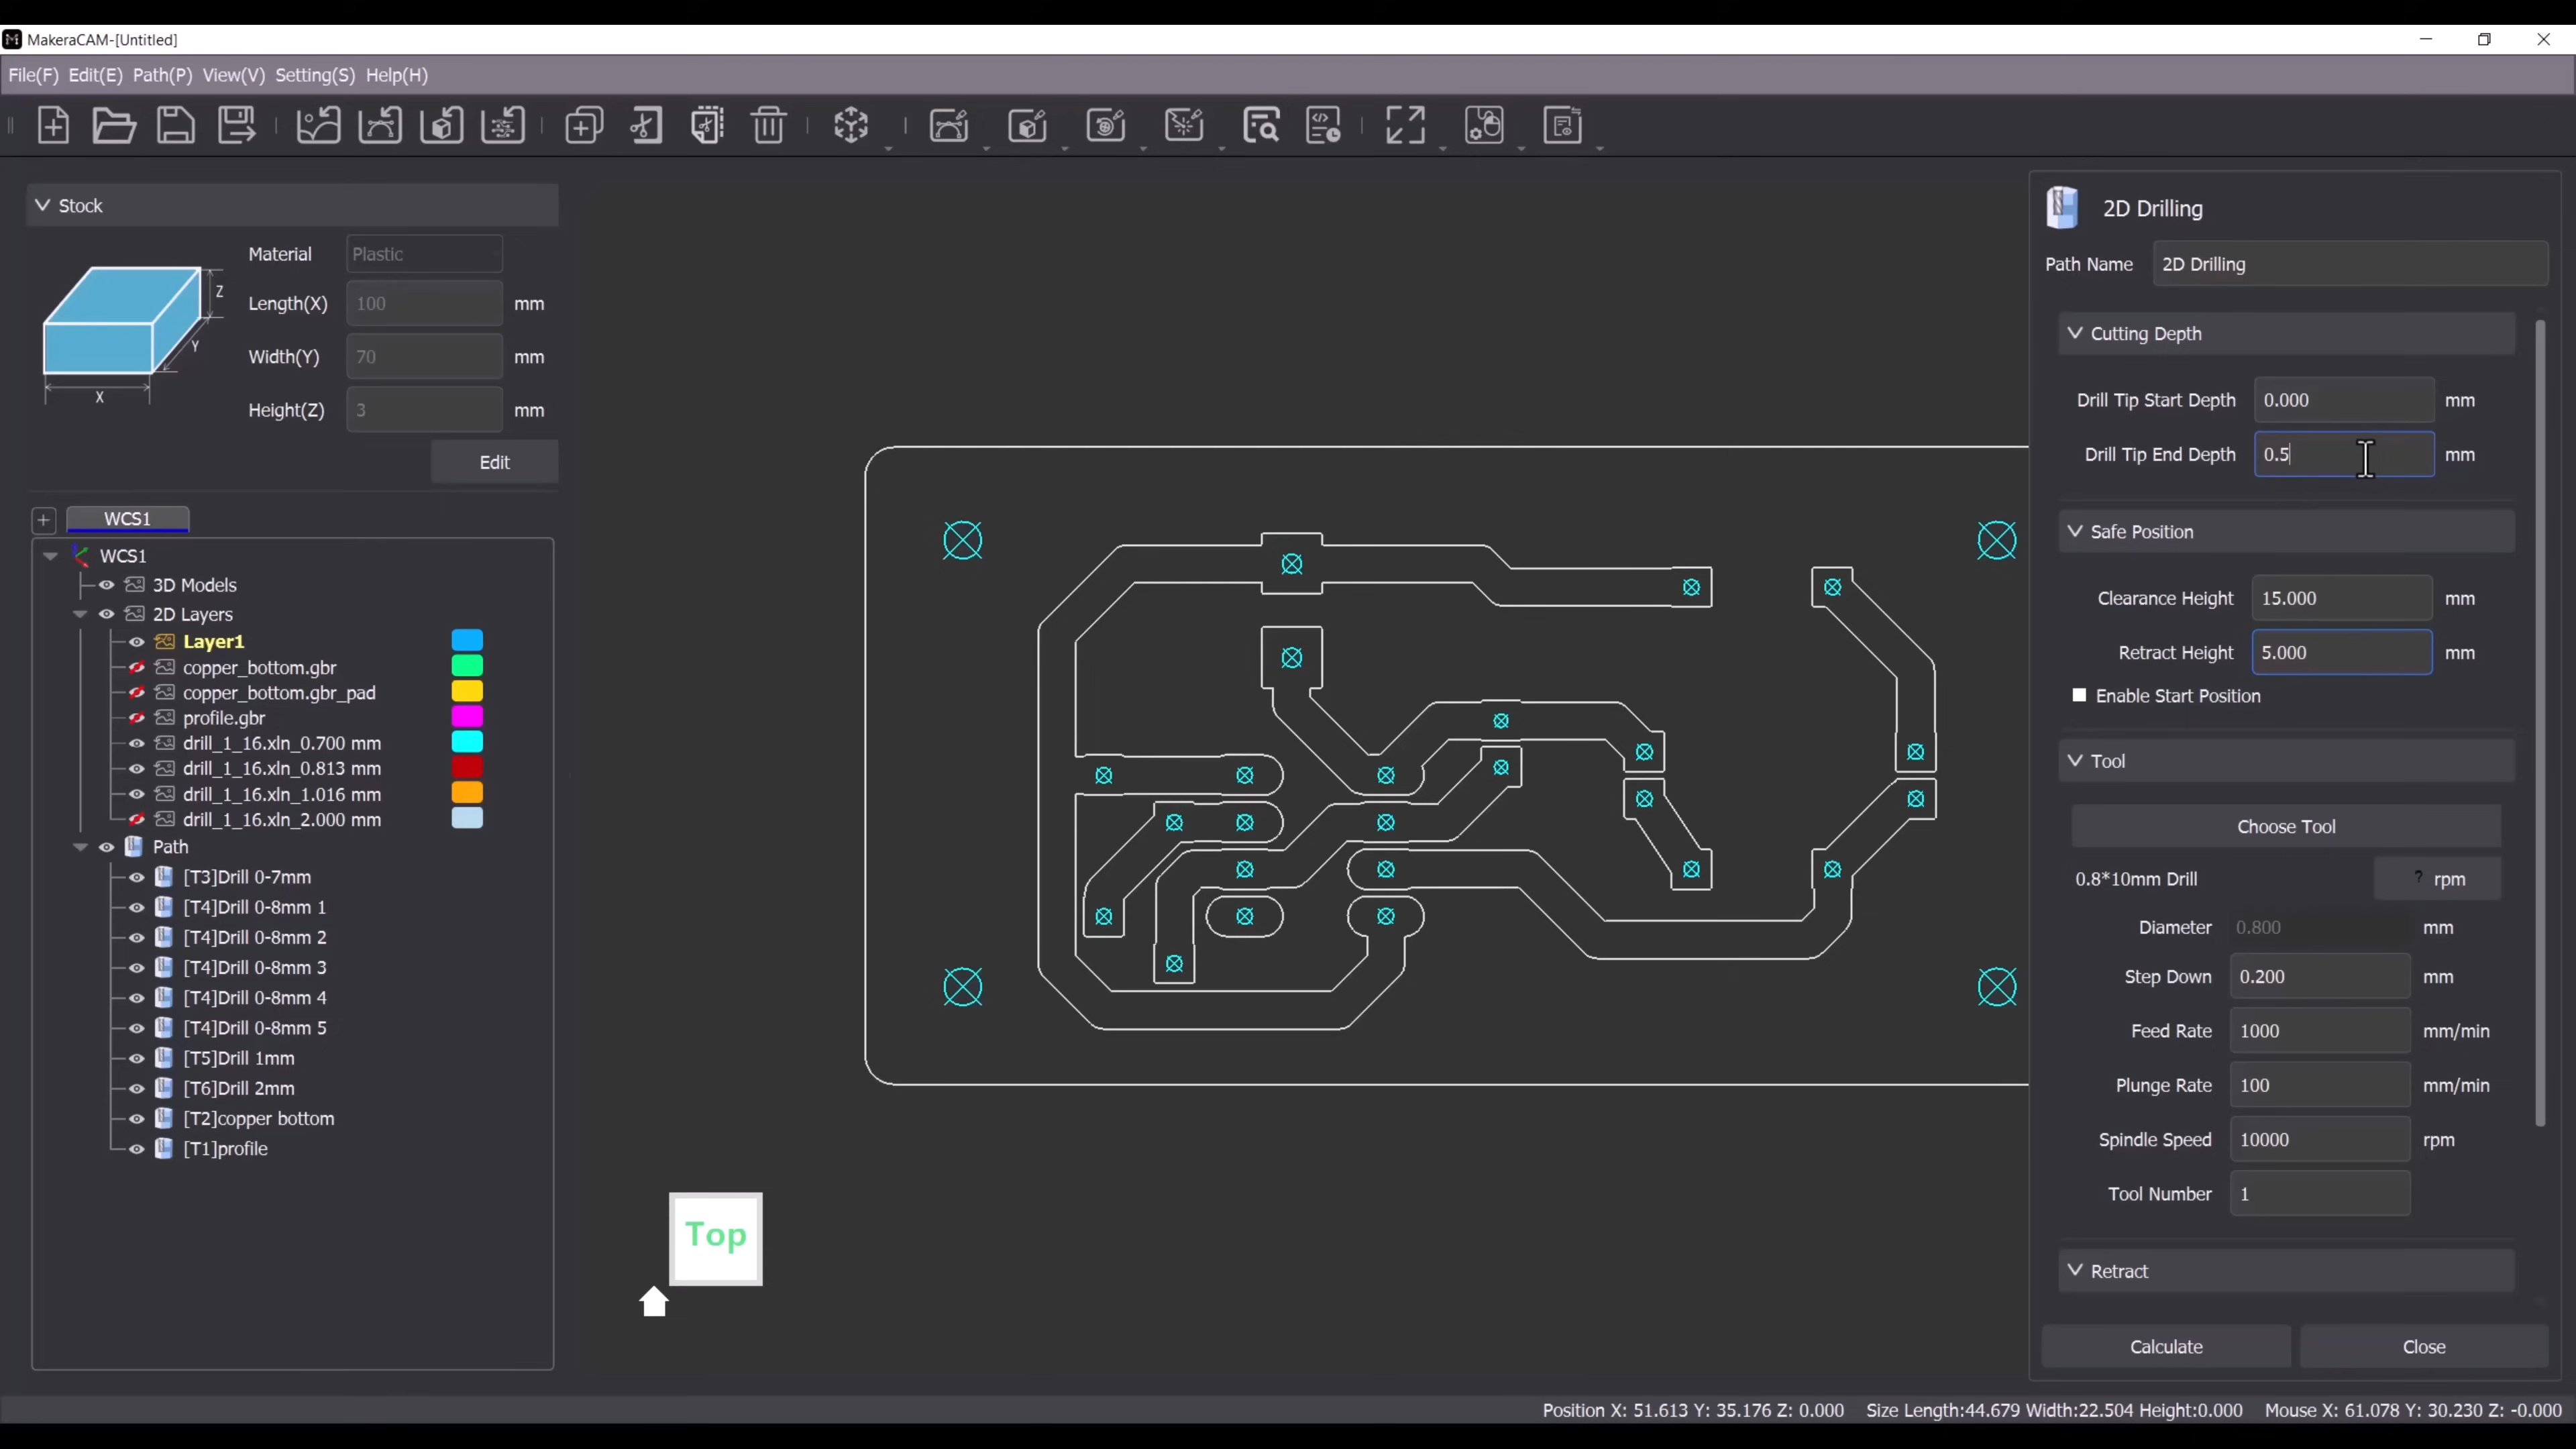 MakeraCAM-[Untitled]
File(F) Edit(E) Path(P) View(V) Setting(S) Help(H)
Stock
Material Plastic
Length(X) 100 mm
Width(Y) 70 mm
Height(Z) 3 mm
Z
Y
X
Edit
WCS1
WCS1
3D Models
2D Layers
Layer1
copper_bottom.gbr
copper_bottom.gbr_pad
profile.gbr
drill_1_16.xln_0.700 mm
drill_1_16.xln_0.813 mm
drill_1_16.xln_1.016 mm
drill_1_16.xln_2.000 mm
Path
[T3]Drill 0-7mm
[T4]Drill 0-8mm 1
[T4]Drill 0-8mm 2
[T4]Drill 0-8mm 3
[T4]Drill 0-8mm 4
[T4]Drill 0-8mm 5
[T5]Drill 1mm
[T6]Drill 2mm
[T2]copper bottom
[T1]profile
Top
2D Drilling
Path Name 2D Drilling
Cutting Depth
Drill Tip Start Depth 0.000 mm
Drill Tip End Depth 0.5 mm
Safe Position
Clearance Height 15.000 mm
Retract Height 5.000 mm
Enable Start Position
Tool
Choose Tool
0.8*10mm Drill ? rpm
Diameter 0.800 mm
Step Down 0.200 mm
Feed Rate 1000 mm/min
Plunge Rate 100 mm/min
Spindle Speed 10000 rpm
Tool Number 1
Retract
Calculate Close
Position X: 51.613 Y: 35.176 Z: 0.000 Size Length:44.679 Width:22.504 Height:0.000 Mouse X: 61.078 Y: 30.230 Z: -0.000